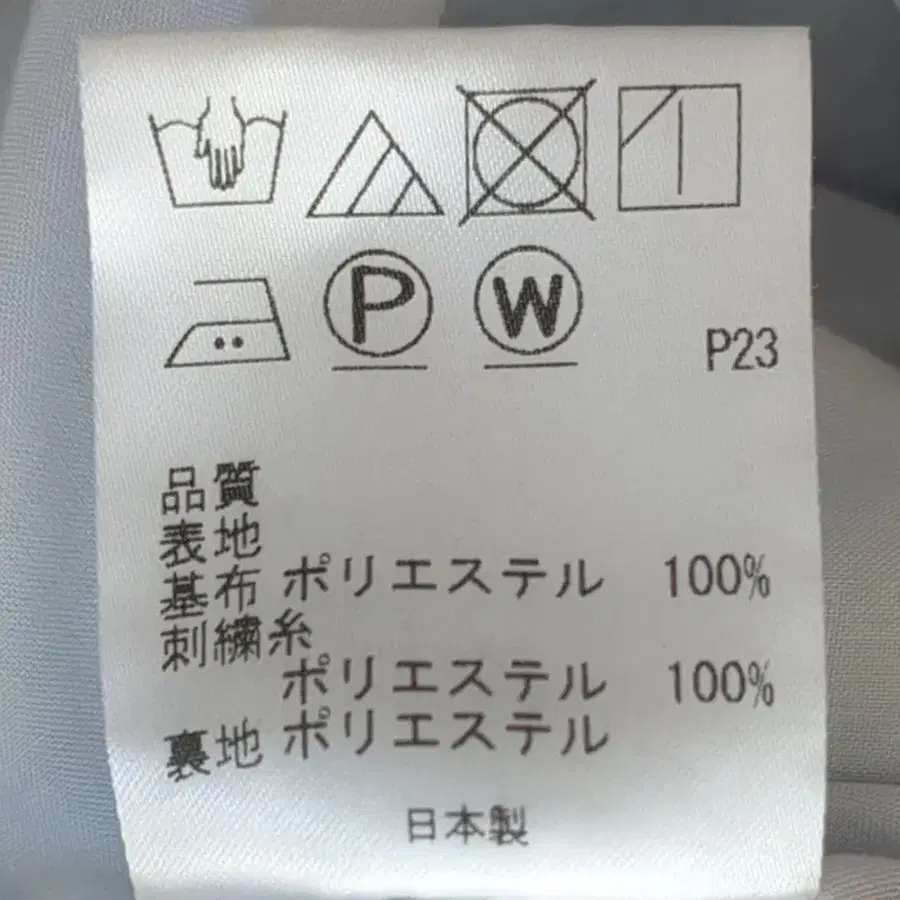 P W
P23
品質
表地
基布 ポリエステル 100%
刺繍糸
ポリエステル 100%
裏地 ポリエステル
日本製